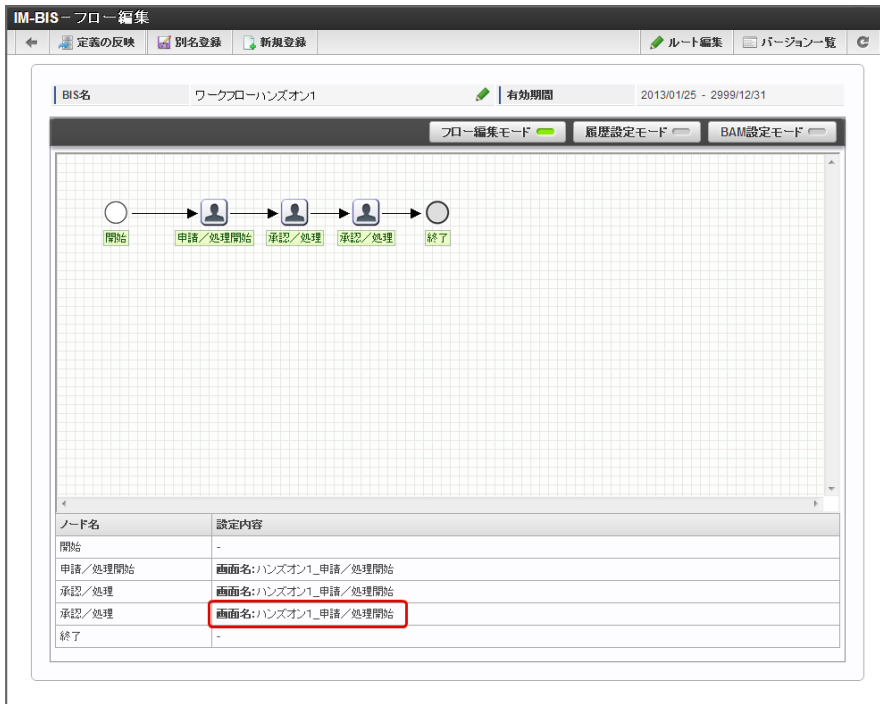 IM-BIS－フロー編集
定義の反映 別名登録 新規登録 ルート編集 バージョン一覧
BIS名 ワークフローハンズオン1 有効期間 2013/01/25 - 2999/12/31
フロー編集モード 履歴設定モード BAM設定モード
開始 申請／処理開始 承認／処理 承認／処理 終了
ノード名 設定内容
開始 -
申請／処理開始 画面名:ハンズオン1_申請／処理開始
承認／処理 画面名:ハンズオン1_申請／処理開始
承認／処理 画面名:ハンズオン1_申請／処理開始
終了 -